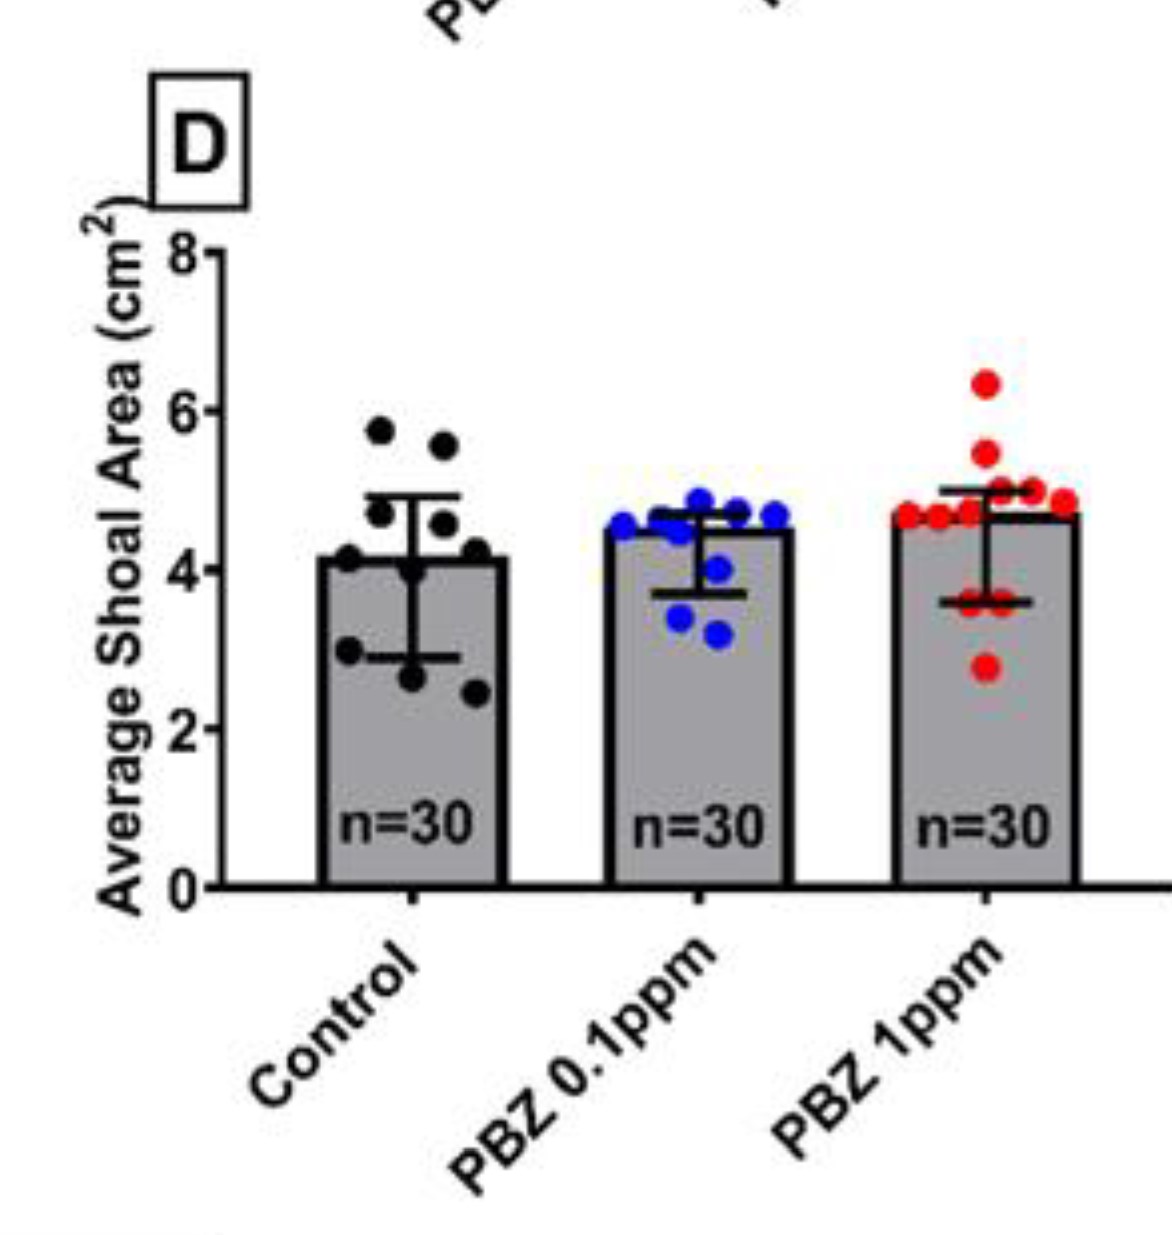 D
Average Shoal Area (cm²)
8
6
4
2
0
n=30 n=30 n=30
Control PBZ 0.1ppm PBZ 1ppm